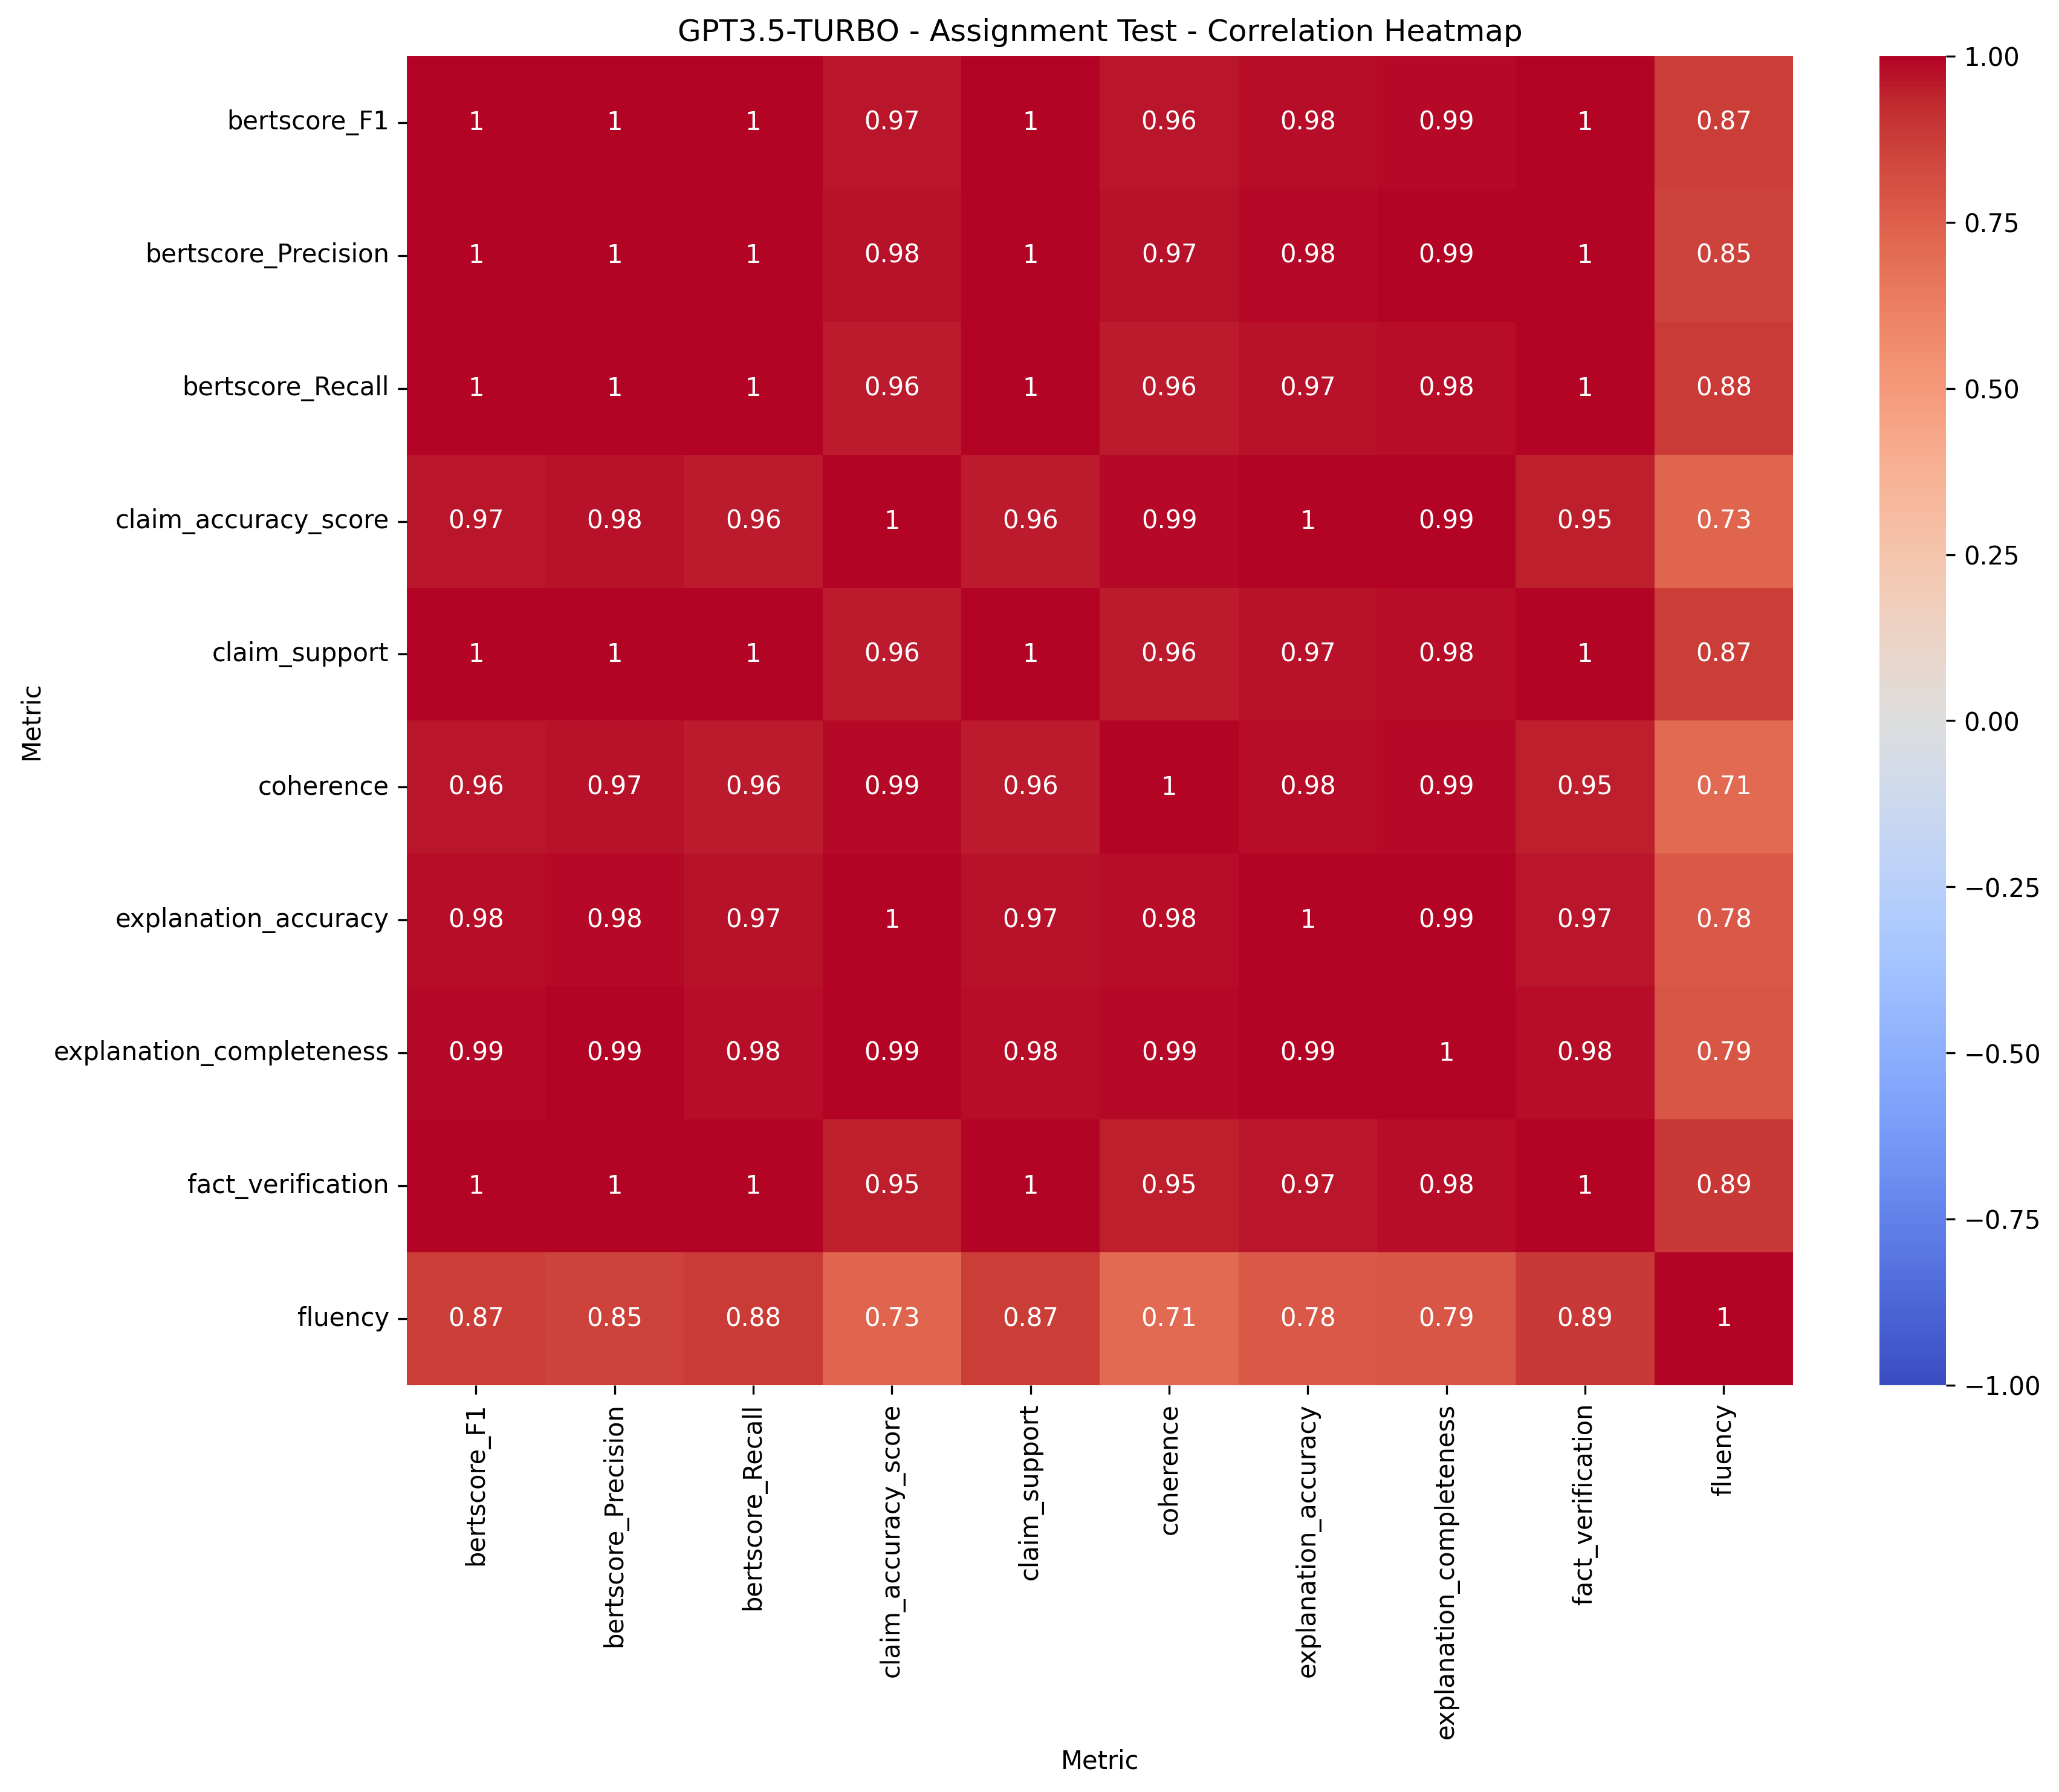 GPT3.5-TURBO - Assignment Test - Correlation Heatmap
bertscore_F1 1 1 1 0.97 1 0.96 0.98 0.99 1 0.87
bertscore_Precision 1 1 1 0.98 1 0.97 0.98 0.99 1 0.85
bertscore_Recall 1 1 1 0.96 1 0.96 0.97 0.98 1 0.88
claim_accuracy_score 0.97 0.98 0.96 1 0.96 0.99 1 0.99 0.95 0.73
claim_support 1 1 1 0.96 1 0.96 0.97 0.98 1 0.87
coherence 0.96 0.97 0.96 0.99 0.96 1 0.98 0.99 0.95 0.71
explanation_accuracy 0.98 0.98 0.97 1 0.97 0.98 1 0.99 0.97 0.78
explanation_completeness 0.99 0.99 0.98 0.99 0.98 0.99 0.99 1 0.98 0.79
fact_verification 1 1 1 0.95 1 0.95 0.97 0.98 1 0.89
fluency 0.87 0.85 0.88 0.73 0.87 0.71 0.78 0.79 0.89 1
Metric
bertscore_F1
bertscore_Precision
bertscore_Recall
claim_accuracy_score
claim_support
coherence
explanation_accuracy
explanation_completeness
fact_verification
fluency
Metric
1.00
0.75
0.50
0.25
0.00
−0.25
−0.50
−0.75
−1.00